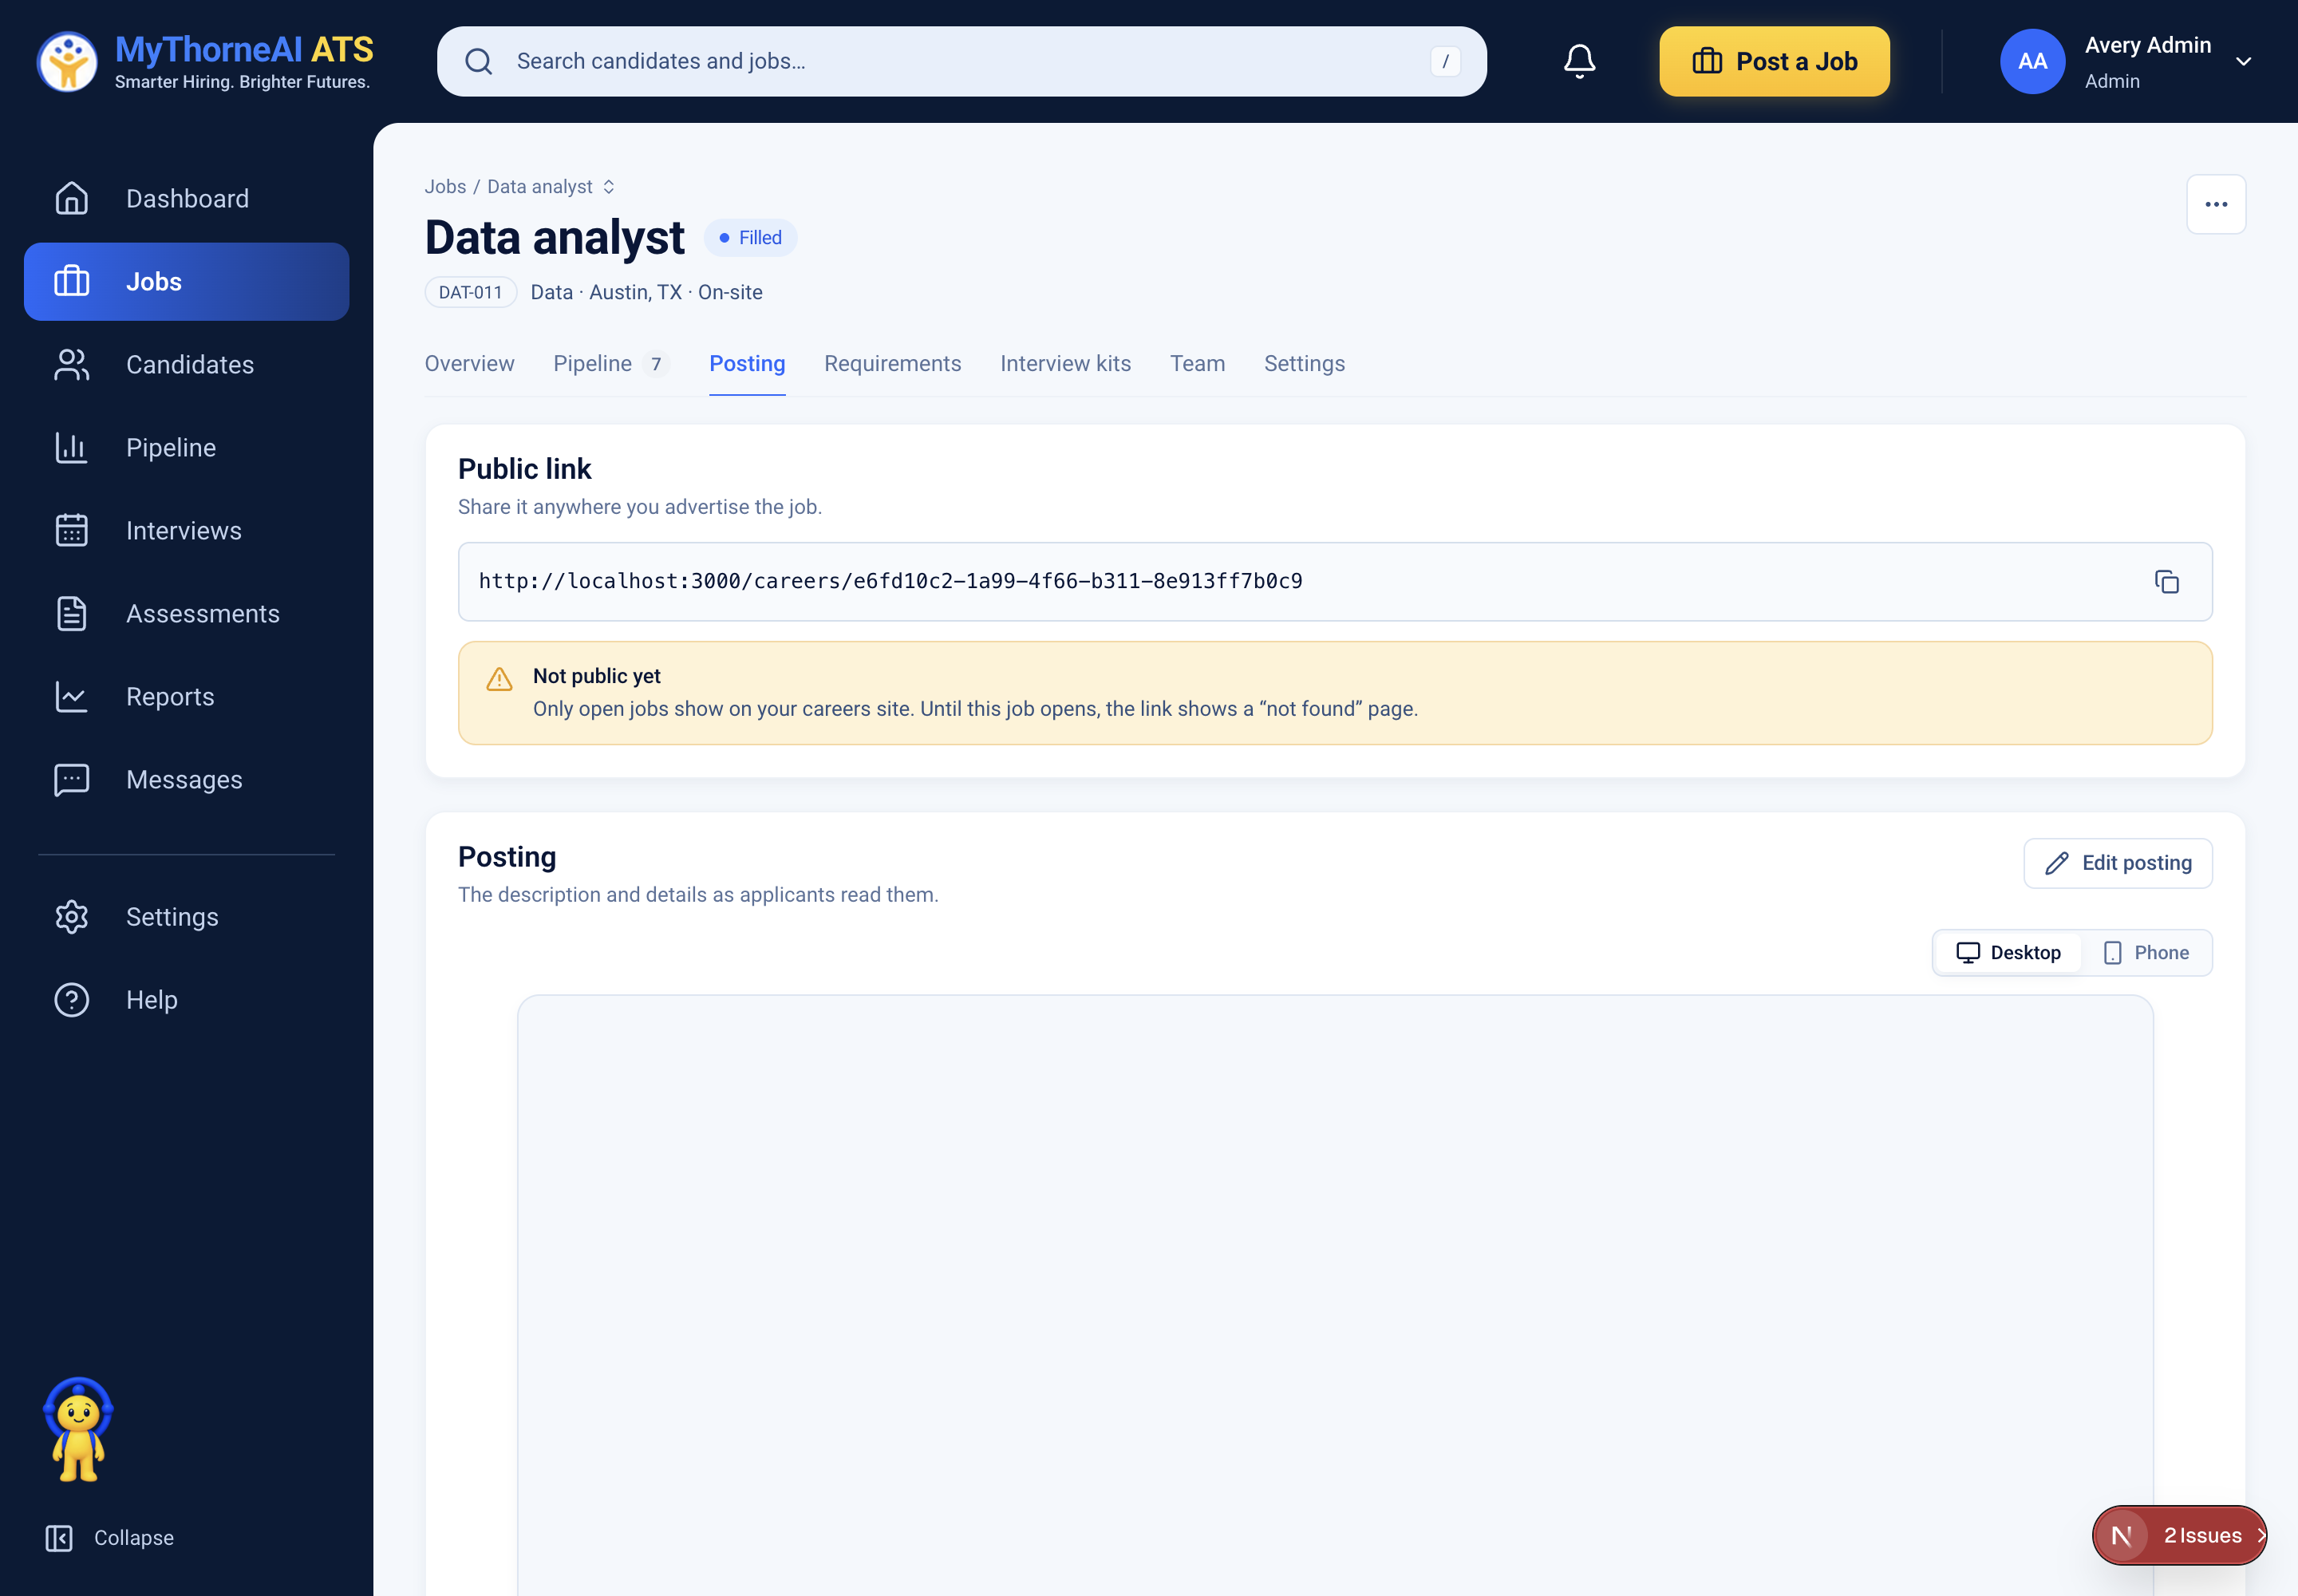 MyThorneAI ATS
Smarter Hiring. Brighter Futures.
Search candidates and jobs…
/
Post a Job
AA
Avery Admin
Admin
Dashboard
Jobs
Candidates
Pipeline
Interviews
Assessments
Reports
Messages
Settings
Help
Collapse
Jobs / Data analyst
Data analyst
Filled
DAT-011
Data · Austin, TX · On-site
Overview
Pipeline 7
Posting
Requirements
Interview kits
Team
Settings
Public link
Share it anywhere you advertise the job.
http://localhost:3000/careers/e6fd10c2-1a99-4f66-b311-8e913ff7b0c9
Not public yet
Only open jobs show on your careers site. Until this job opens, the link shows a “not found” page.
Posting
The description and details as applicants read them.
Edit posting
Desktop
Phone
N
2 Issues